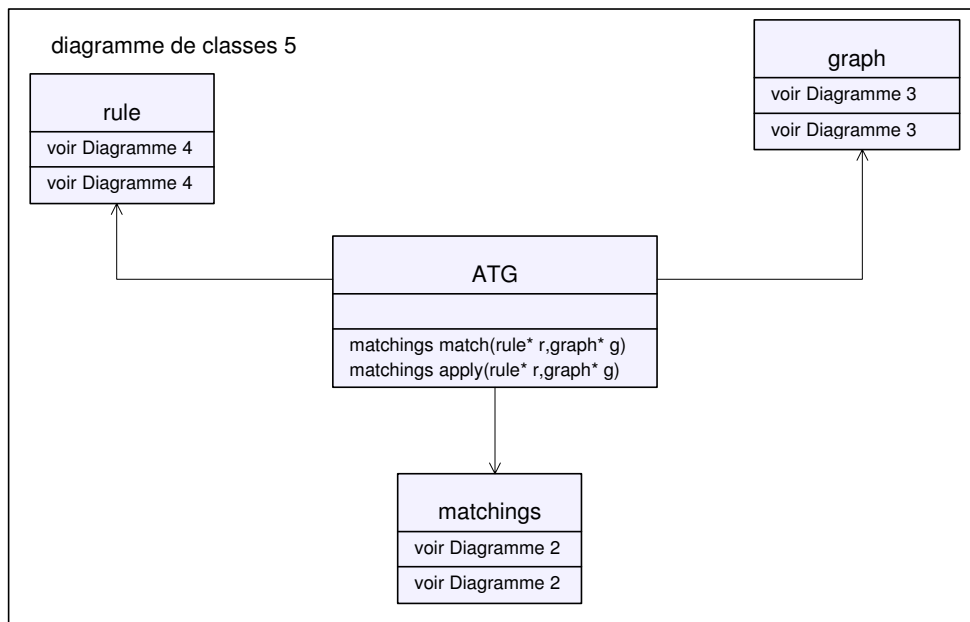 diagramme de classes 5
rule
voir Diagramme 4
voir Diagramme 4
graph
voir Diagramme 3
voir Diagramme 3
ATG
matchings match(rule* r,graph* g)
matchings apply(rule* r,graph* g)
matchings
voir Diagramme 2
voir Diagramme 2